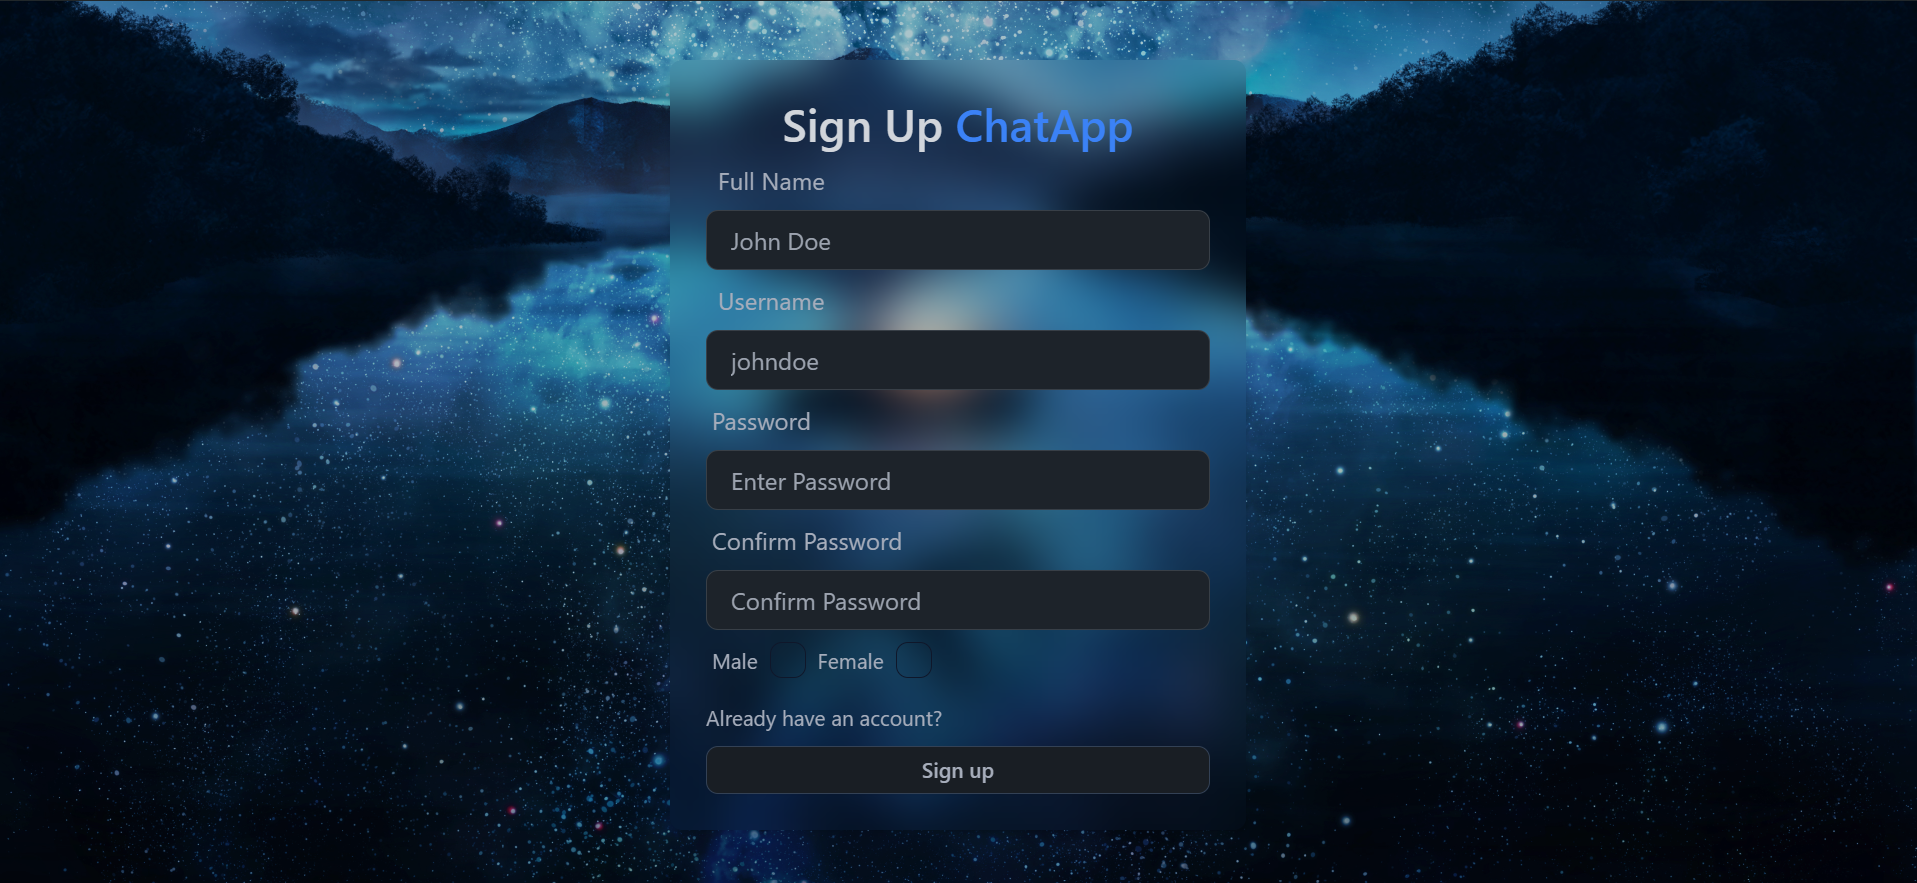 Sign Up ChatApp
Full Name
John Doe
Username
johndoe
Password
Enter Password
Confirm Password
Confirm Password
Male Female
Already have an account?
Sign up